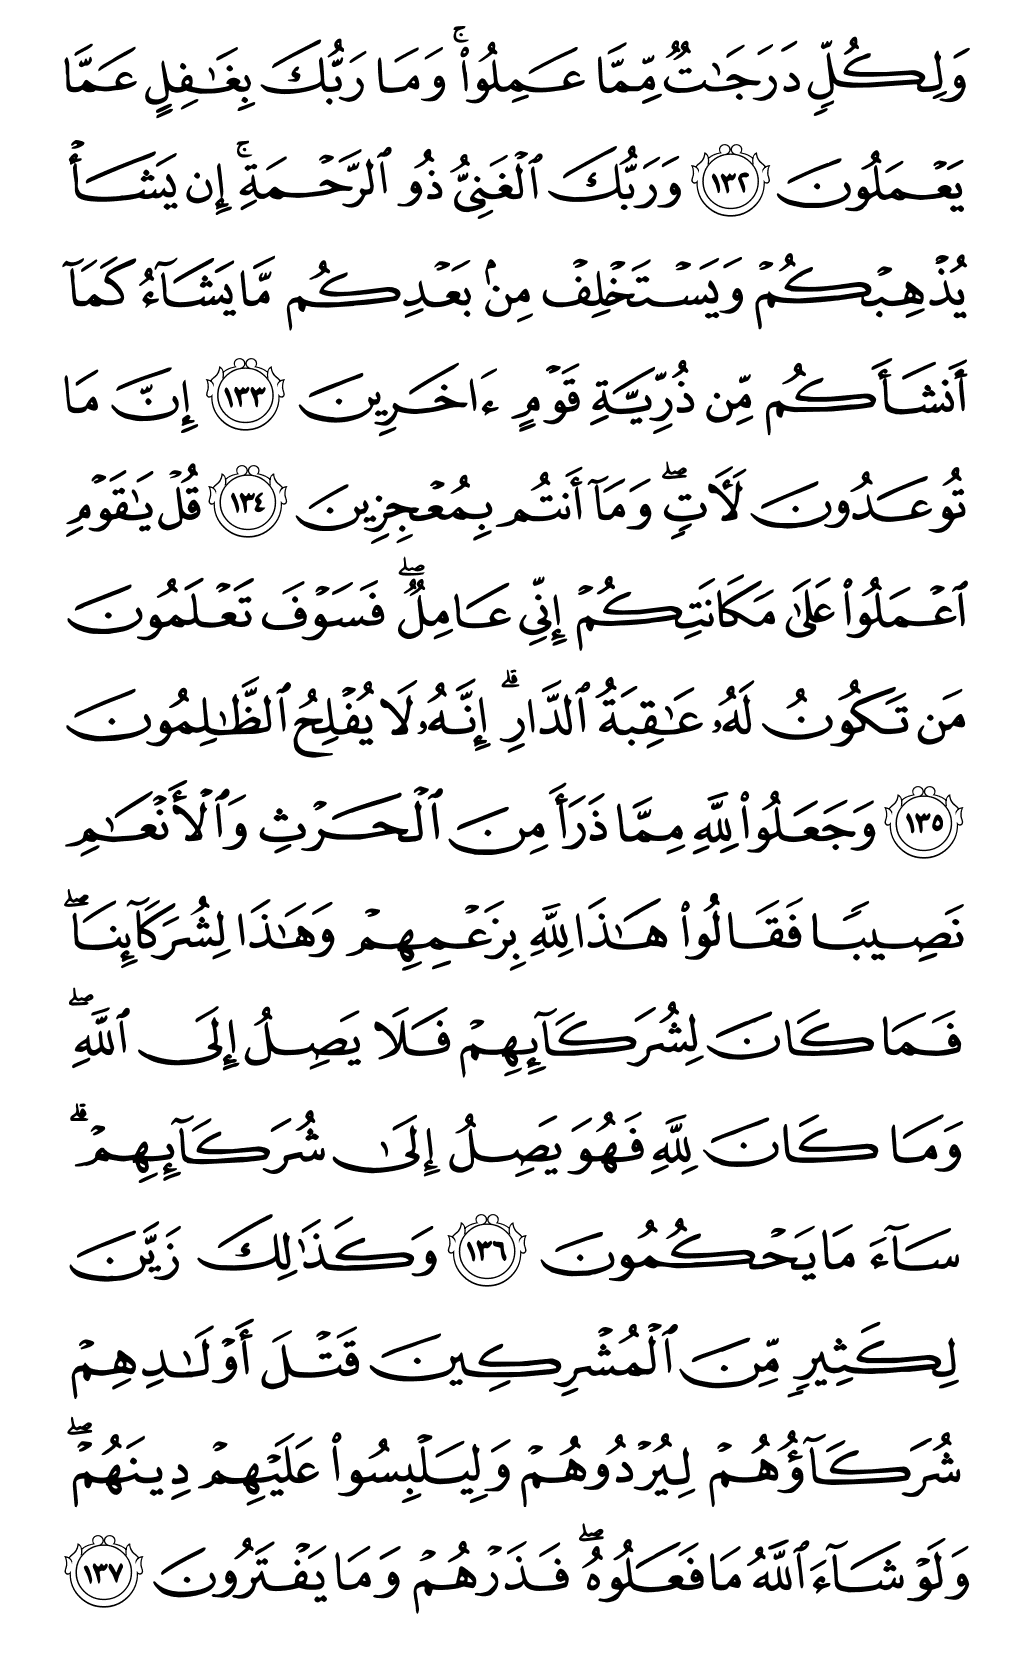 وَلِكُلٍّۢ دَرَجَـٰتٌۭ مِّمَّا عَمِلُوا۟ ۚ وَمَا رَبُّكَ بِغَـٰفِلٍ عَمَّا
يَعْمَلُونَ ١٣٢ وَرَبُّكَ ٱلْغَنِىُّ ذُو ٱلرَّحْمَةِ ۚ إِن يَشَأْ
يُذْهِبْكُمْ وَيَسْتَخْلِفْ مِنۢ بَعْدِكُم مَّا يَشَآءُ كَمَآ
أَنشَأَكُم مِّن ذُرِّيَّةِ قَوْمٍ ءَاخَرِينَ ١٣٣ إِنَّ مَا
تُوعَدُونَ لَـَٔاتٍۢ ۖ وَمَآ أَنتُم بِمُعْجِزِينَ ١٣٤ قُلْ يَـٰقَوْمِ
ٱعْمَلُوا۟ عَلَىٰ مَكَانَتِكُمْ إِنِّى عَامِلٌۭ ۖ فَسَوْفَ تَعْلَمُونَ
مَن تَكُونُ لَهُۥ عَـٰقِبَةُ ٱلدَّارِ ۗ إِنَّهُۥ لَا يُفْلِحُ ٱلظَّـٰلِمُونَ
١٣٥ وَجَعَلُوا۟ لِلَّهِ مِمَّا ذَرَأَ مِنَ ٱلْحَرْثِ وَٱلْأَنْعَـٰمِ
نَصِيبًۭا فَقَالُوا۟ هَـٰذَا لِلَّهِ بِزَعْمِهِمْ وَهَـٰذَا لِشُرَكَآئِنَا ۖ
فَمَا كَانَ لِشُرَكَآئِهِمْ فَلَا يَصِلُ إِلَى ٱللَّهِ ۖ
وَمَا كَانَ لِلَّهِ فَهُوَ يَصِلُ إِلَىٰ شُرَكَآئِهِمْ ۗ
سَآءَ مَا يَحْكُمُونَ ١٣٦ وَكَذَٰلِكَ زَيَّنَ
لِكَثِيرٍۢ مِّنَ ٱلْمُشْرِكِينَ قَتْلَ أَوْلَـٰدِهِمْ
شُرَكَآؤُهُمْ لِيُرْدُوهُمْ وَلِيَلْبِسُوا۟ عَلَيْهِمْ دِينَهُمْ ۖ
وَلَوْ شَآءَ ٱللَّهُ مَا فَعَلُوهُ ۖ فَذَرْهُمْ وَمَا يَفْتَرُونَ ١٣٧